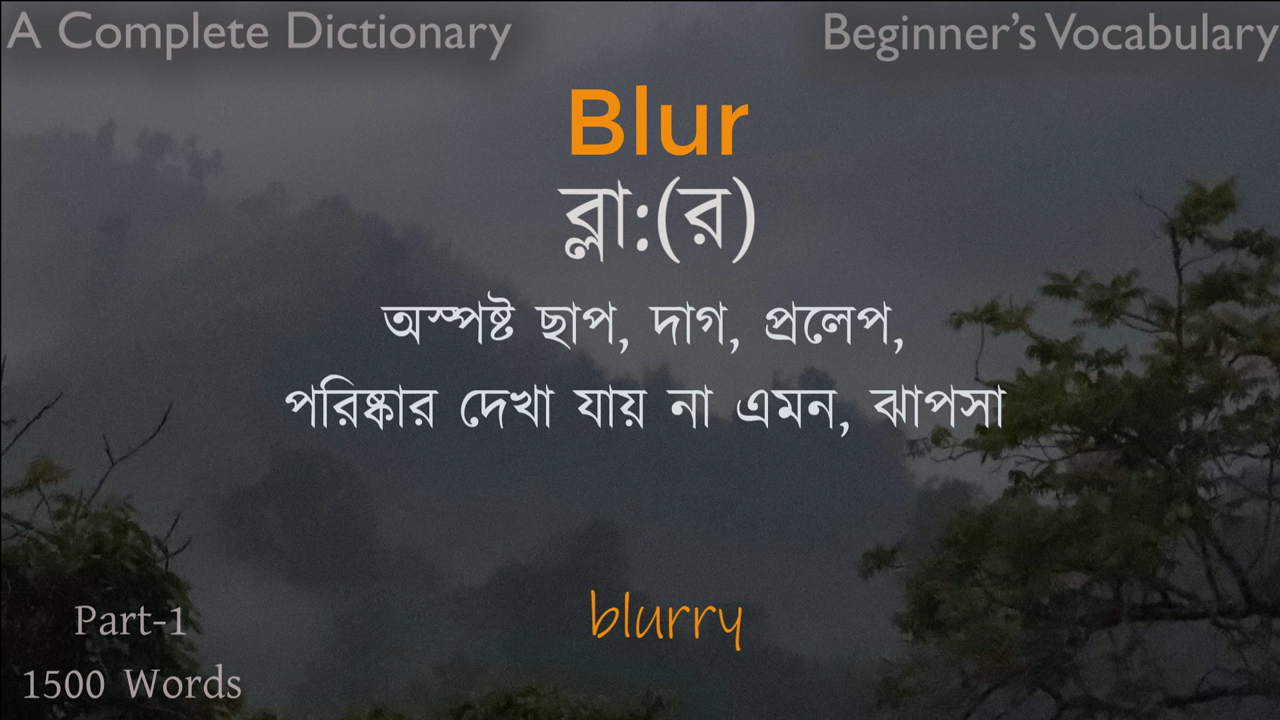 A Complete Dictionary
Beginner's Vocabulary
Blur
ব্লা:(র)
অস্পষ্ট ছাপ, দাগ, প্রলেপ,
পরিষ্কার দেখা যায় না এমন, ঝাপসা
blurry
Part-1
1500 Words